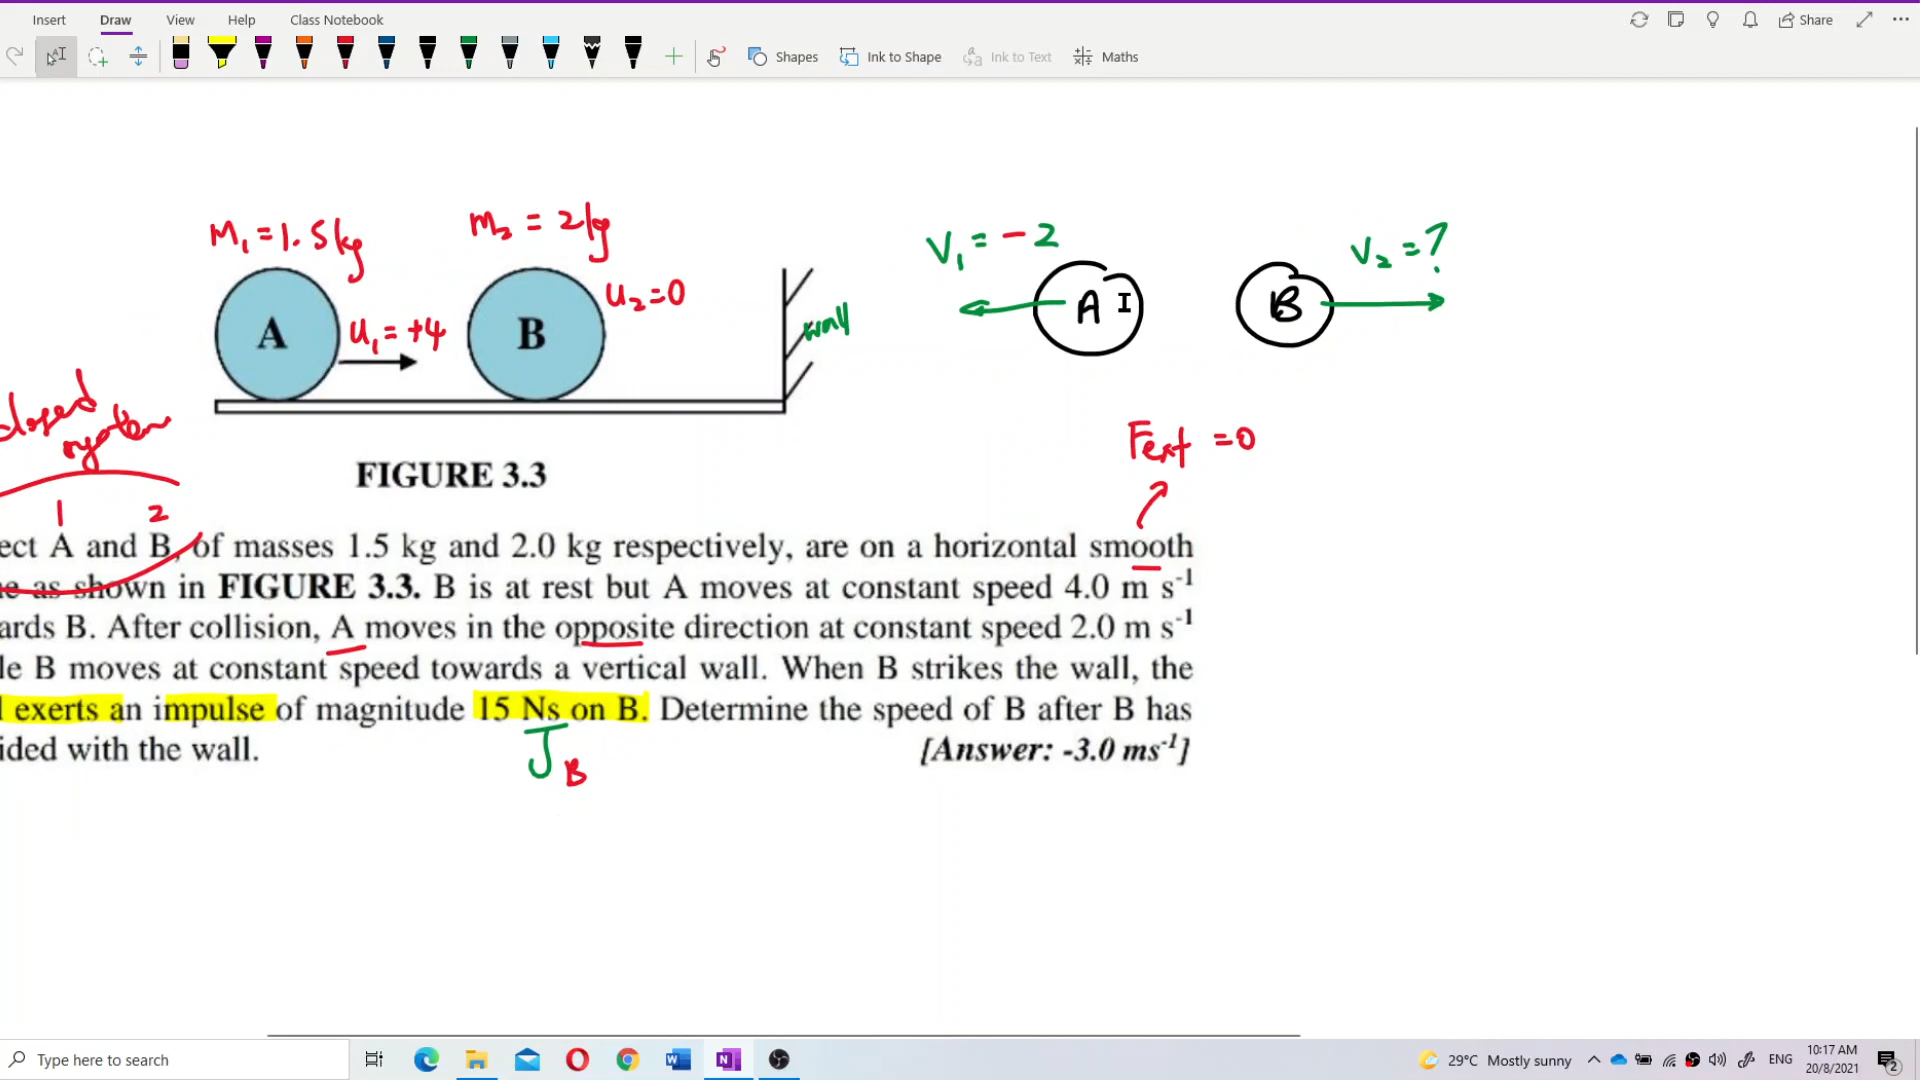 Insert Draw View Help Class Notebook Share
Shapes Ink to Shape Ink to Text Maths
M₁ = 1.5kg
m₂ = 2kg
V₁ = -2
V₂ = ?
A
u₁ = +4
B
u₂=0
wall
A
B
closed
system
Fext = 0
FIGURE 3.3
1 2
ect A and B, of masses 1.5 kg and 2.0 kg respectively, are on a horizontal smooth
ne as shown in FIGURE 3.3. B is at rest but A moves at constant speed 4.0 m s⁻¹
ards B. After collision, A moves in the opposite direction at constant speed 2.0 m s⁻¹
le B moves at constant speed towards a vertical wall. When B strikes the wall, the
l exerts an impulse of magnitude 15 Ns on B. Determine the speed of B after B has
ided with the wall. [Answer: -3.0 ms⁻¹]
J_B
Type here to search
29°C Mostly sunny
ENG
10:17 AM
20/8/2021
2